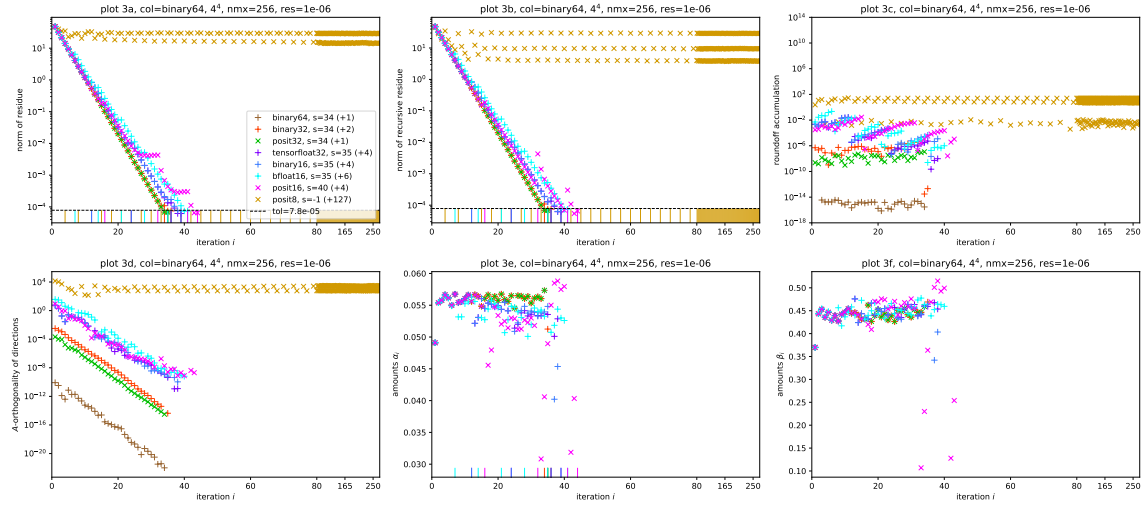 plot 3a, col=binary64, 4⁴, nmx=256, res=1e-06
norm of residue
10¹
10⁰
10⁻¹
10⁻²
10⁻³
10⁻⁴
binary64, s=34 (+1)
binary32, s=34 (+2)
posit32, s=34 (+1)
tensorfloat32, s=35 (+4)
binary16, s=35 (+4)
bfloat16, s=35 (+6)
posit16, s=40 (+4)
posit8, s=-1 (+127)
tol=7.8e-05
0 20 40 60 80 165 250
iteration i
plot 3b, col=binary64, 4⁴, nmx=256, res=1e-06
norm of recursive residue
10¹
10⁰
10⁻¹
10⁻²
10⁻³
10⁻⁴
0 20 40 60 80 165 250
iteration i
plot 3c, col=binary64, 4⁴, nmx=256, res=1e-06
roundoff accumulation
10¹⁴
10¹⁰
10⁶
10²
10⁻²
10⁻⁶
10⁻¹⁰
10⁻¹⁴
10⁻¹⁸
0 20 40 60 80 165 250
iteration i
plot 3d, col=binary64, 4⁴, nmx=256, res=1e-06
A-orthogonality of directions
10⁴
10⁰
10⁻⁴
10⁻⁸
10⁻¹²
10⁻¹⁶
10⁻²⁰
0 20 40 60 80 165 250
iteration i
plot 3e, col=binary64, 4⁴, nmx=256, res=1e-06
amounts αᵢ
0.060
0.055
0.050
0.045
0.040
0.035
0.030
0 20 40 60 80 165 250
iteration i
plot 3f, col=binary64, 4⁴, nmx=256, res=1e-06
amounts βᵢ
0.50
0.45
0.40
0.35
0.30
0.25
0.20
0.15
0.10
0 20 40 60 80 165 250
iteration i